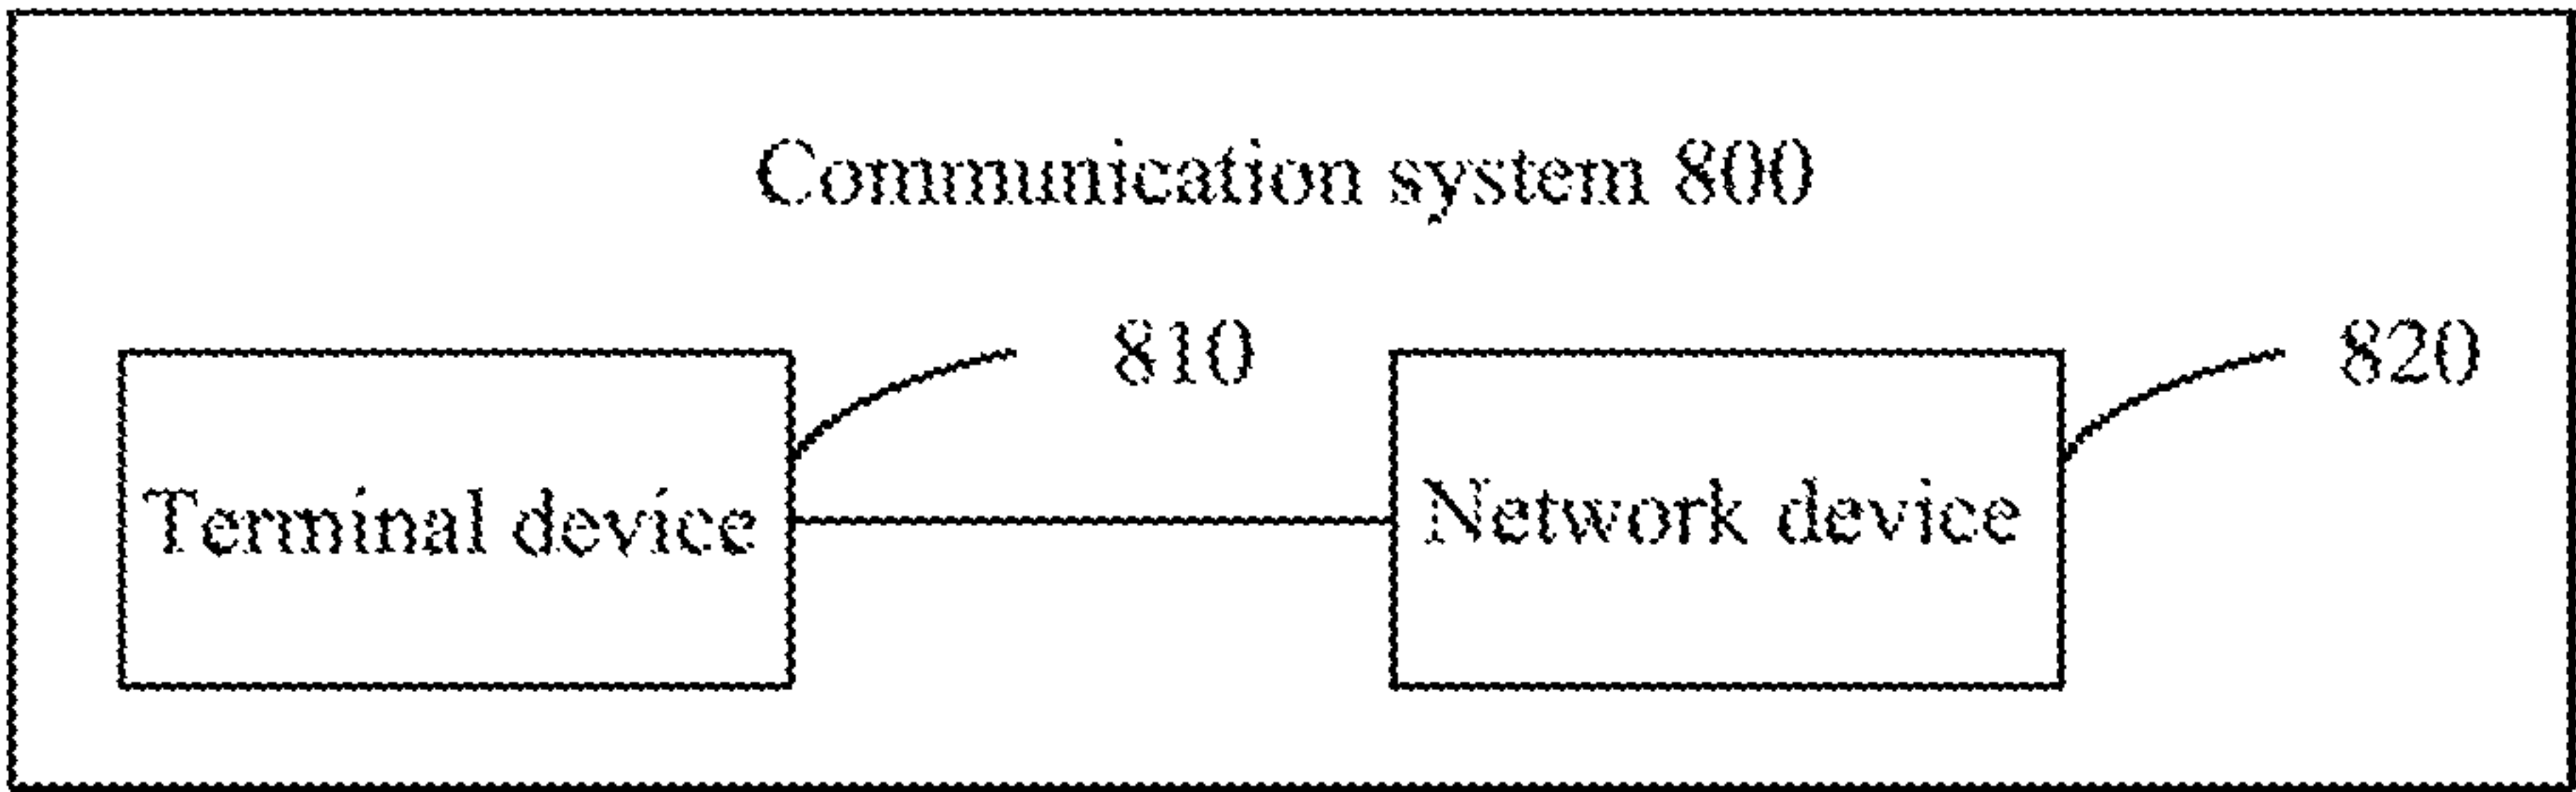 Communication system 800
810
820
Terminal device
Network device